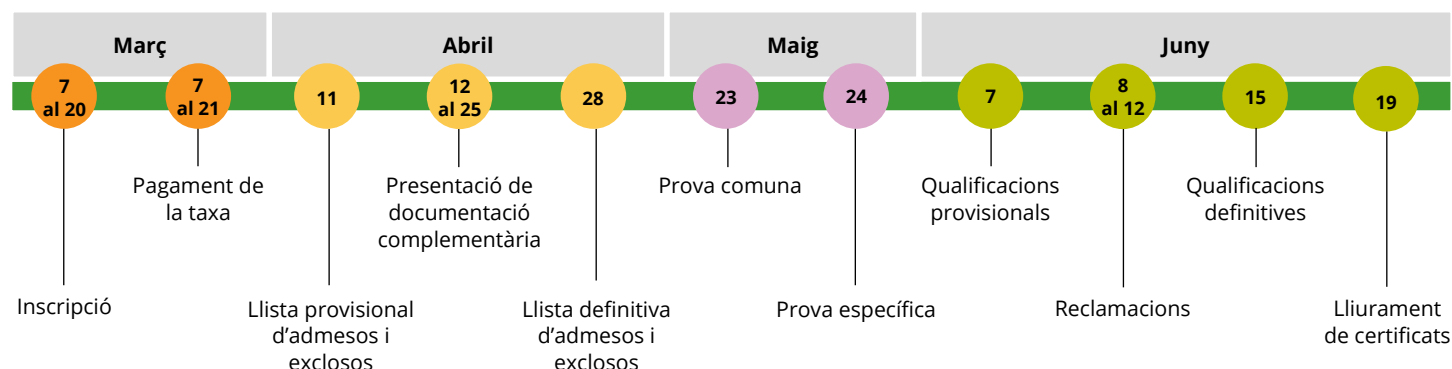 Març
Abril
Maig
Juny
7
al 20
7
al 21
11
12
al 25
28
23
24
7
8
al 12
15
19
Pagament de
la taxa
Presentació de
documentació
complementària
Prova comuna
Qualificacions
provisionals
Qualificacions
definitives
Inscripció
Llista provisional
d'admesos i
exclosos
Llista definitiva
d'admesos i
exclosos
Prova específica
Reclamacions
Lliurament
de certificats